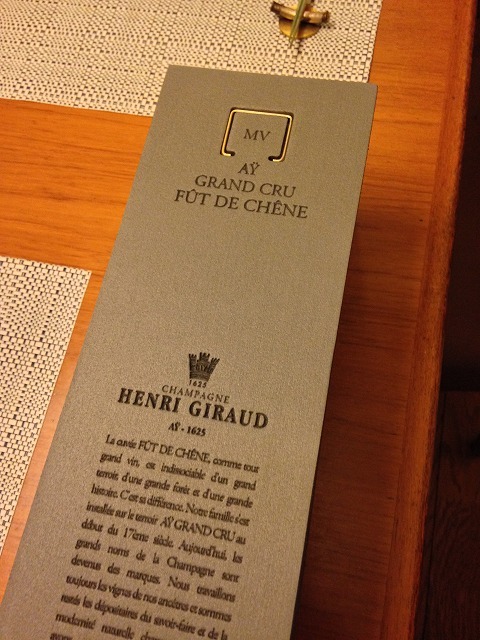 MV
AŸ
GRAND CRU
FÛT DE CHÊNE
1625
CHAMPAGNE
HENRI GIRAUD
AŸ - 1625
La cuvée FÛT DE CHÊNE, comme tout
grand vin, est indissociable d'un grand
terroir, d'une grande forêt et d'une grande
histoire. C'est sa différence. Notre famille s'est
installée sur le terroir AŸ GRAND CRU au
début du 17ème siècle. Aujourd'hui, les
grands noms de la Champagne sont
devenus des marques. Nous travaillons
toujours les vignes de nos ancêtres et sommes
restés les dépositaires du savoir-faire et de la
modernité naturelle